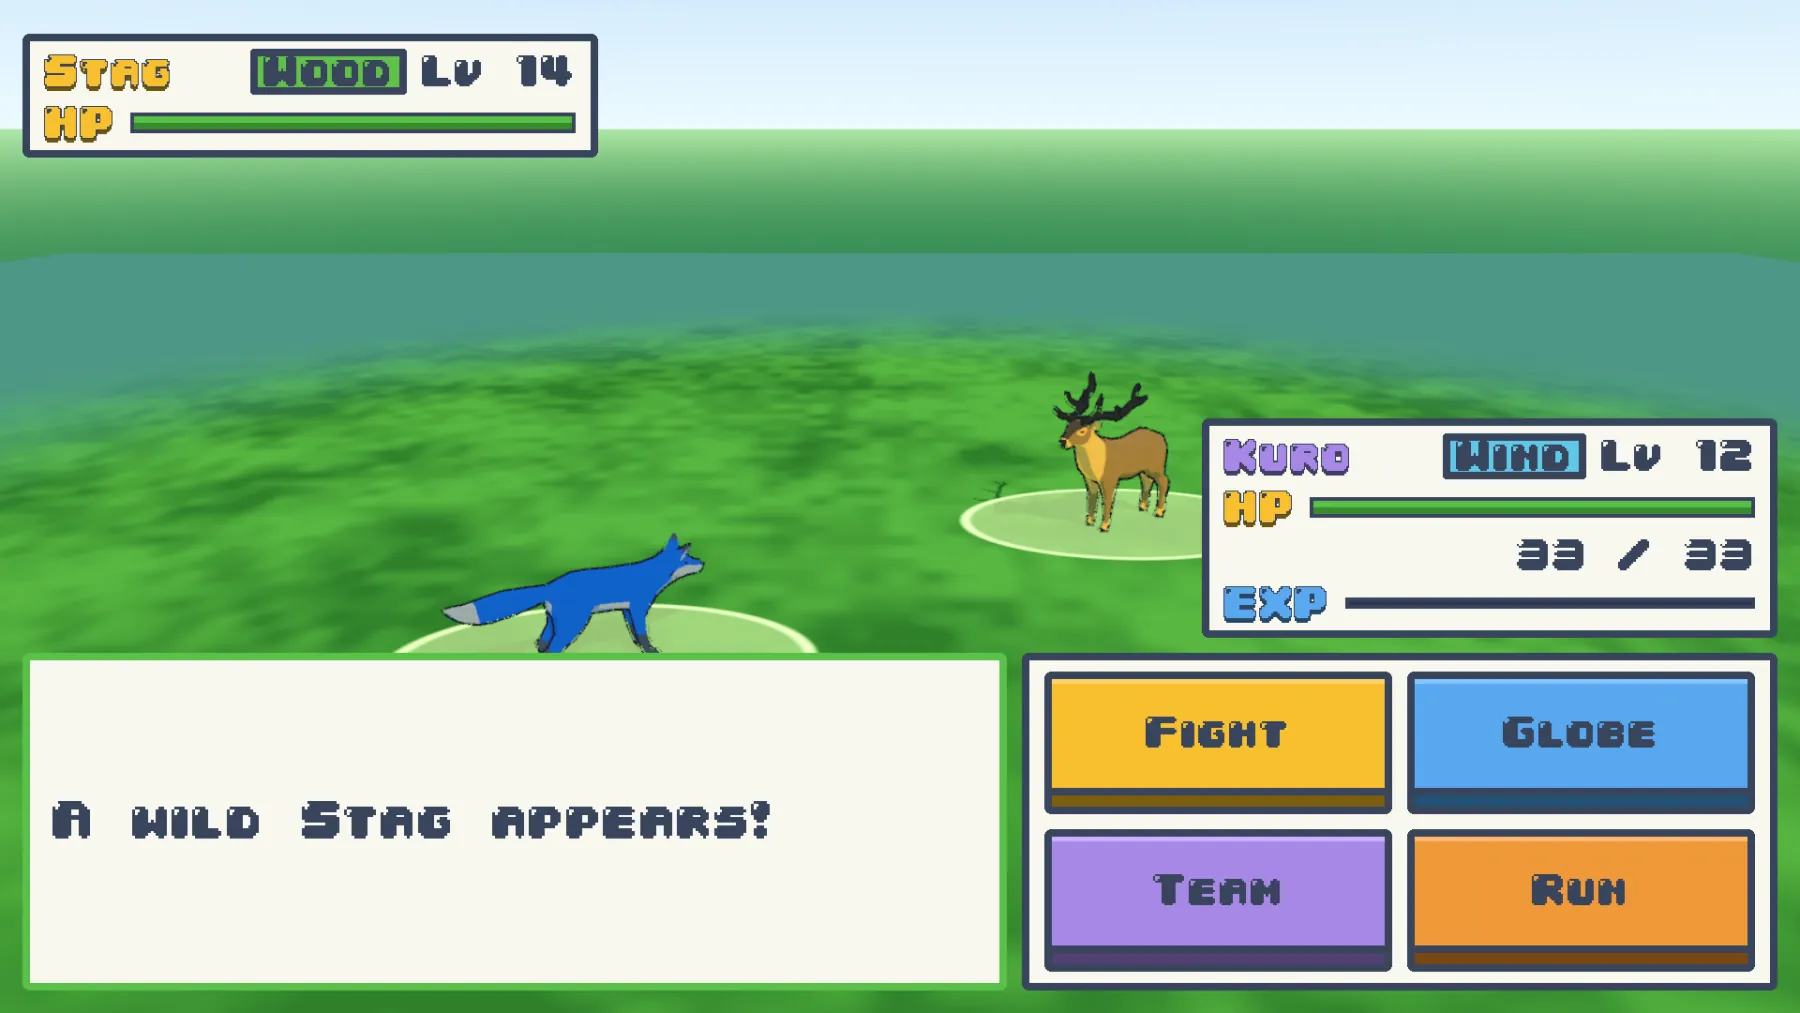 Stag Wood Lv 14
HP
Kuro Wind Lv 12
HP
33 / 33
EXP
A wild Stag appears!
Fight Globe
Team Run